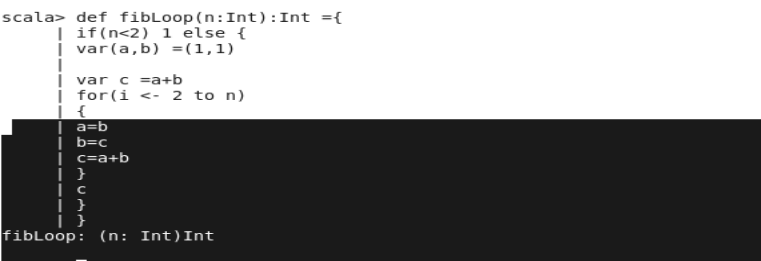 scala> def fibLoop(n:Int):Int ={
| if(n<2) 1 else {
| var(a,b) =(1,1)
|
| var c =a+b
| for(i <- 2 to n)
| {
| a=b
| b=c
| c=a+b
| }
| c
| }
| }
fibLoop: (n: Int)Int